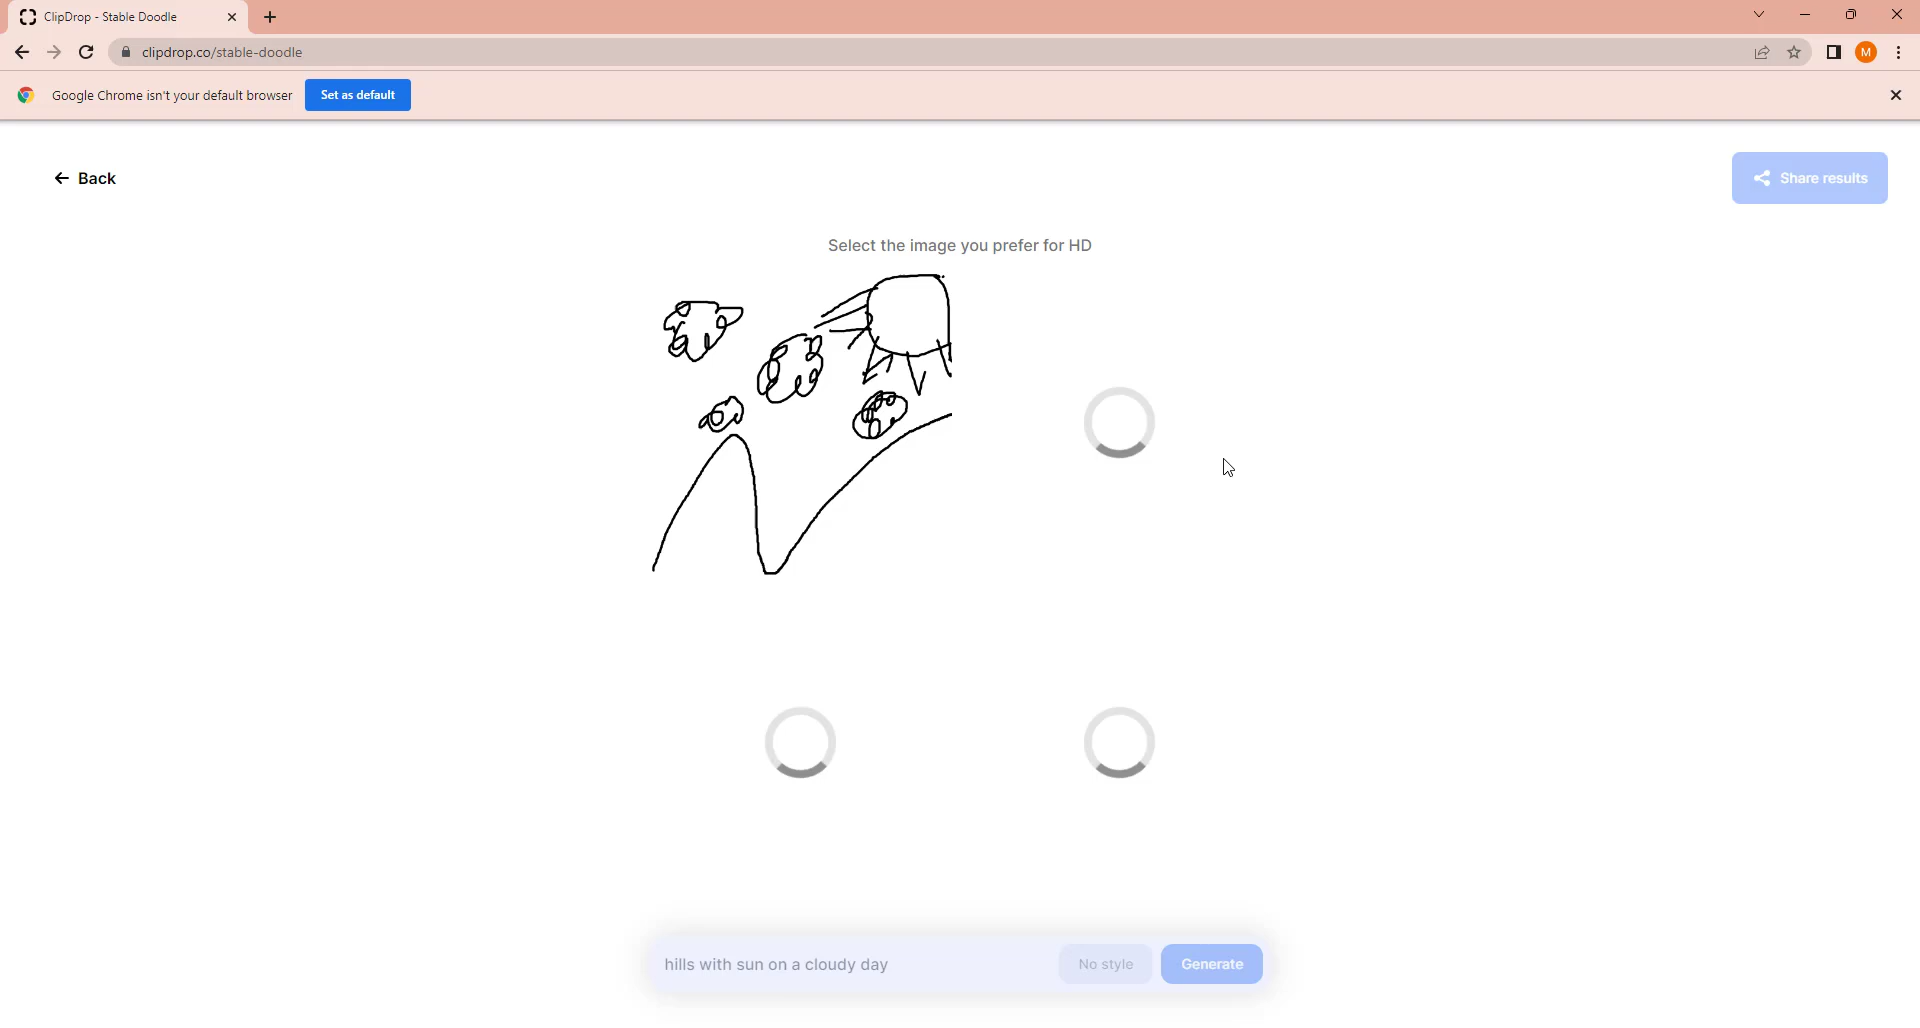 ClipDrop - Stable Doodle
clipdrop.co/stable-doodle
M
Google Chrome isn't your default browser
Set as default
Back
Share results
Select the image you prefer for HD
hills with sun on a cloudy day
No style
Generate